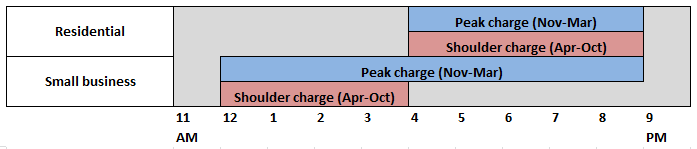 Residential
Peak charge (Nov-Mar)
Shoulder charge (Apr-Oct)
Small business
Peak charge (Nov-Mar)
Shoulder charge (Apr-Oct)
11 12 1 2 3 4 5 6 7 8 9
AM PM